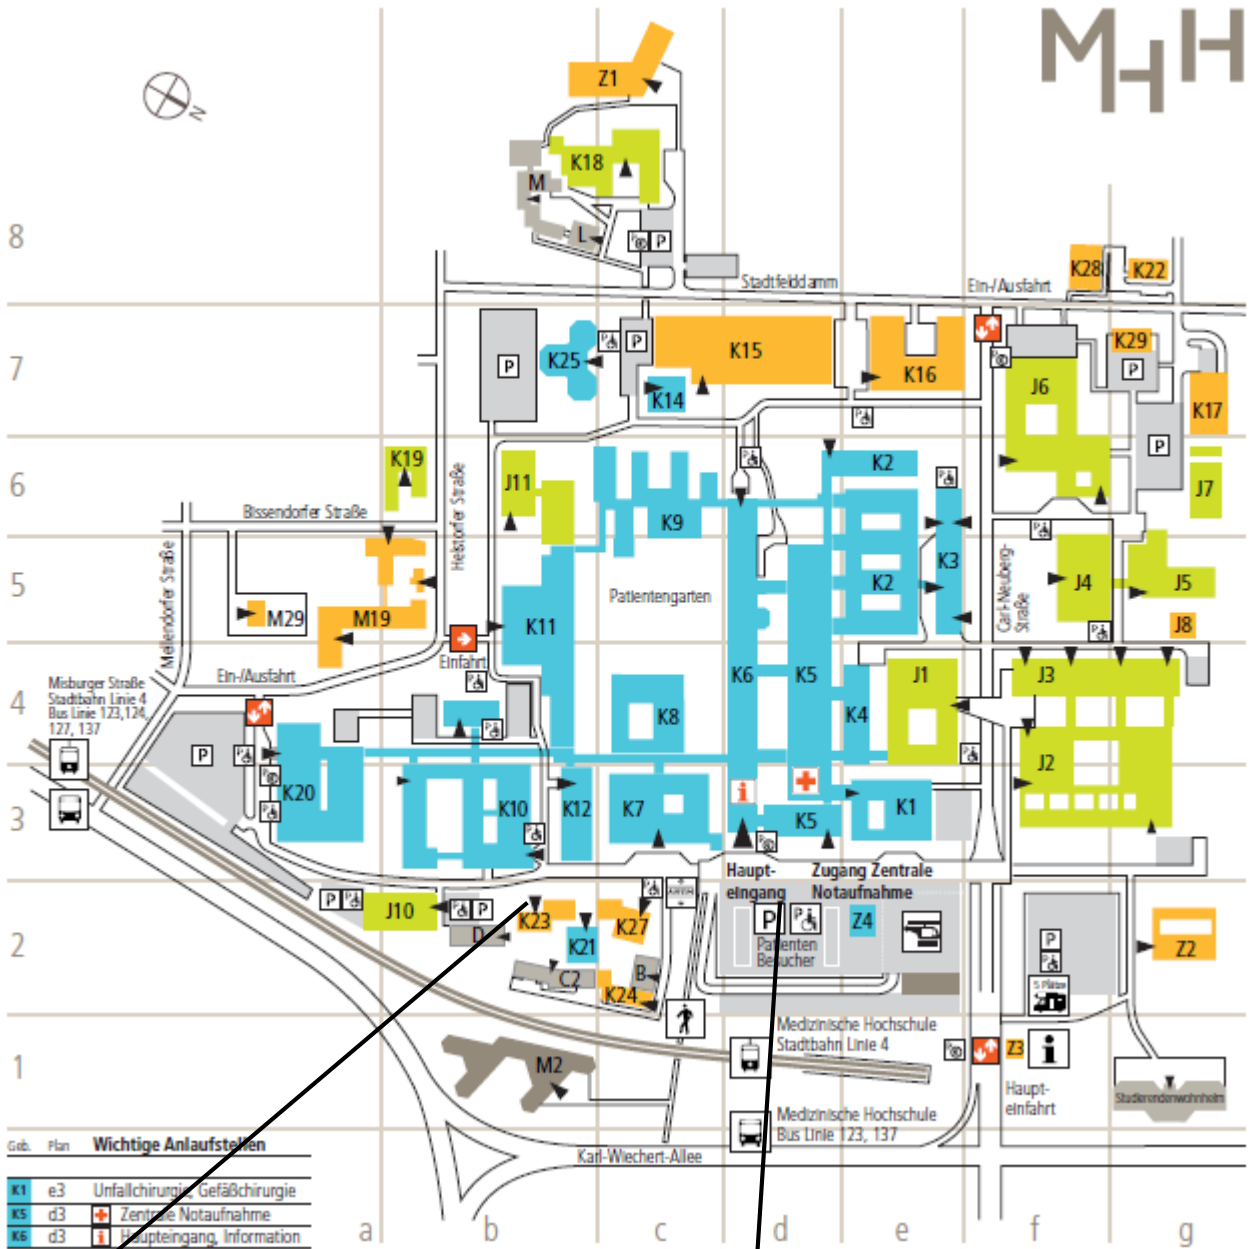 MHH
N
Z1
K18
M
L
P
8
Stadtfelddamm
Ein-/Ausfahrt
K28
K22
7
P
K25
P
K15
K14
K16
J6
K29
P
K17
P
6
K19
J11
K9
K2
J7
Bissendorfer Straße
Helstorfer Straße
Mellendorfer Straße
5
M29
M19
K11
Patientengarten
K2
K3
Carl-Neuberg-
Straße
J4
J5
J8
Einfahrt
Ein-/Ausfahrt
4
Misburger Straße
Stadtbahn Linie 4
Bus Linie 123,124,
127, 137
P
K8
K6
K5
K4
J1
J3
J2
3
K20
K10
K12
K7
i
K5
K1
Haupt-
eingang
Zugang Zentrale
Notaufnahme
2
P
J10
P
D
K23
K21
K27
C2
B
K24
P
Patienten
Besucher
Z4
P
5 Plätze
Z2
1
M2
Medizinische Hochschule
Stadtbahn Linie 4
Z3
i
Haupt-
einfahrt
Studierendenwohnheim
Medizinische Hochschule
Bus Linie 123, 137
Karl-Wiechert-Allee
Geb. Plan Wichtige Anlaufstellen
K1 e3 Unfallchirurgie, Gefäßchirurgie
K5 d3 Zentrale Notaufnahme
K6 d3 i Haupteingang, Information
a b c d e f g